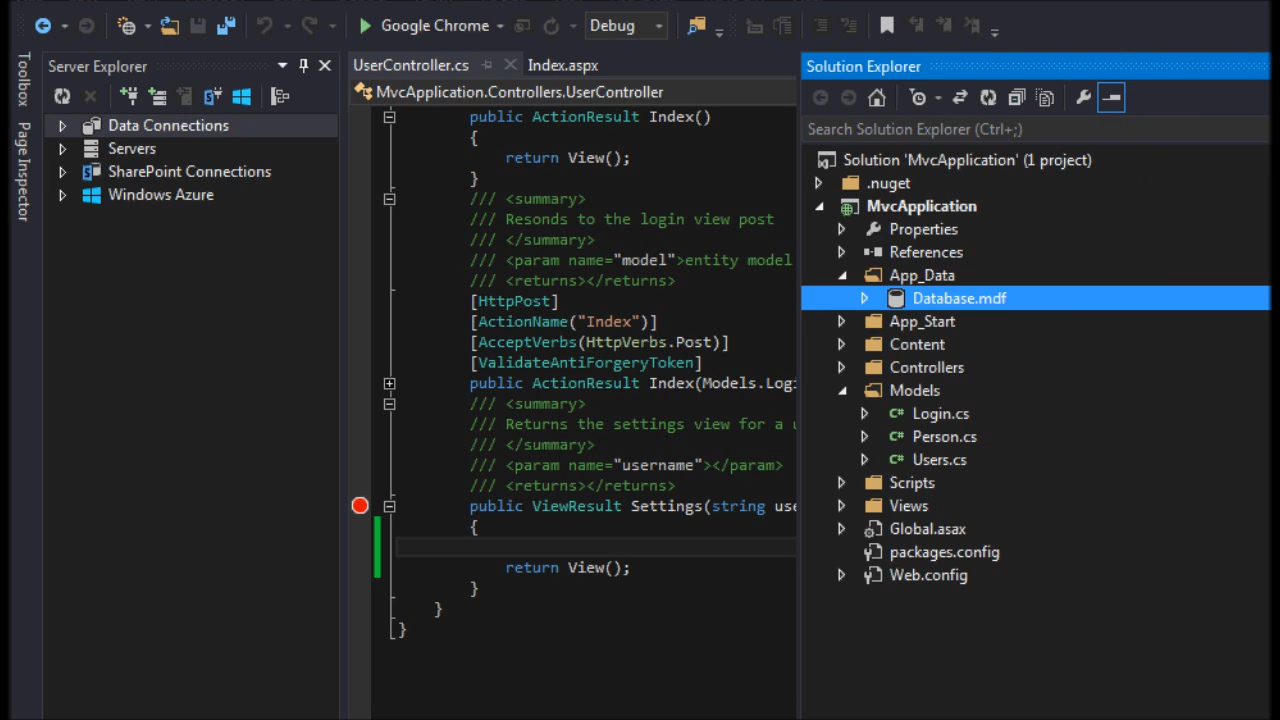 Google Chrome
Debug
Toolbox
Page Inspector
Server Explorer
Data Connections
Servers
SharePoint Connections
Windows Azure
UserController.cs
Index.aspx
MvcApplication.Controllers.UserController
public ActionResult Index()
{
return View();
}
/// <summary>
/// Resonds to the login view post
/// </summary>
/// <param name="model">entity model
/// <returns></returns>
[HttpPost]
[ActionName("Index")]
[AcceptVerbs(HttpVerbs.Post)]
[ValidateAntiForgeryToken]
public ActionResult Index(Models.Logi
/// <summary>
/// Returns the settings view for a u
/// </summary>
/// <param name="username"></param>
/// <returns></returns>
public ViewResult Settings(string use
{
return View();
}
}
}
Solution Explorer
Search Solution Explorer (Ctrl+;)
Solution 'MvcApplication' (1 project)
.nuget
MvcApplication
Properties
References
App_Data
Database.mdf
App_Start
Content
Controllers
Models
C# Login.cs
C# Person.cs
C# Users.cs
Scripts
Views
Global.asax
packages.config
Web.config